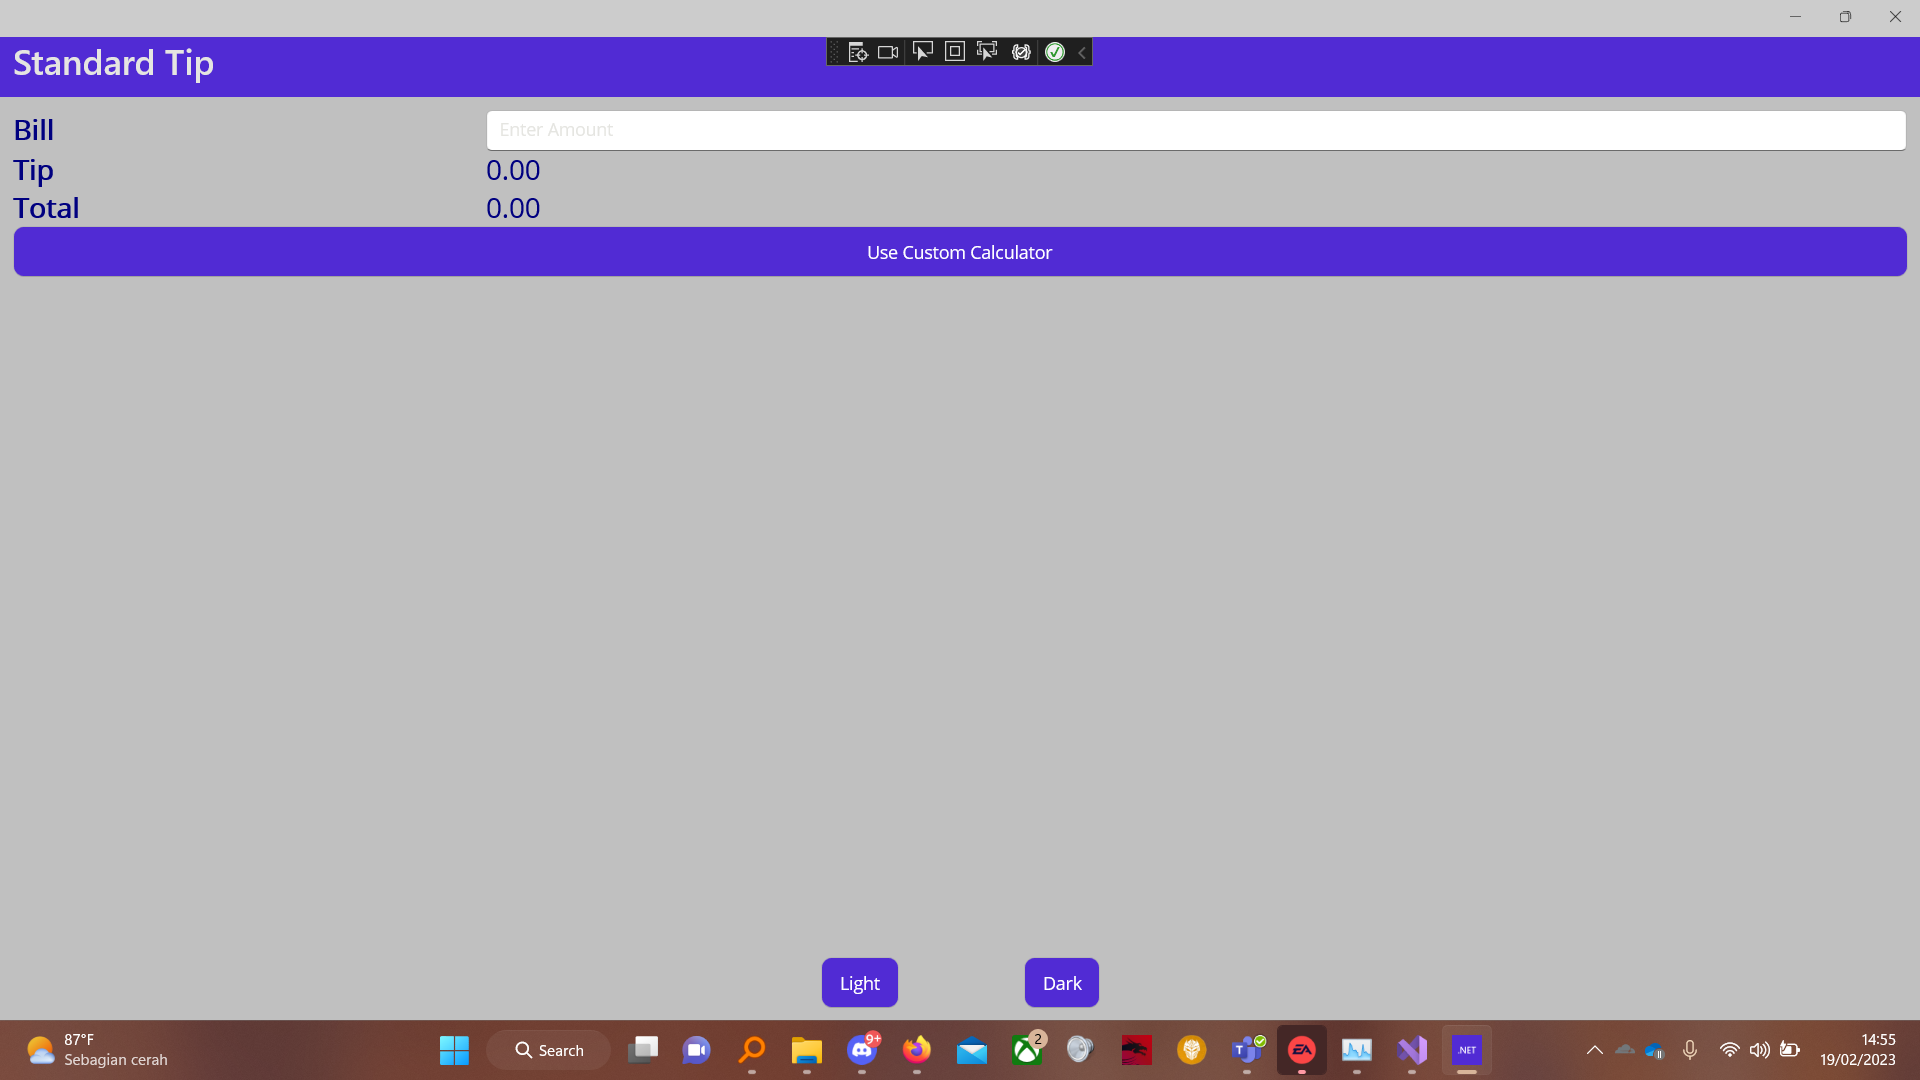 Standard Tip
Bill
Enter Amount
Tip
0.00
Total
0.00
Use Custom Calculator
Light
Dark
87°F
Sebagian cerah
Search
9+
2
T
EA
.NET
14:55
19/02/2023